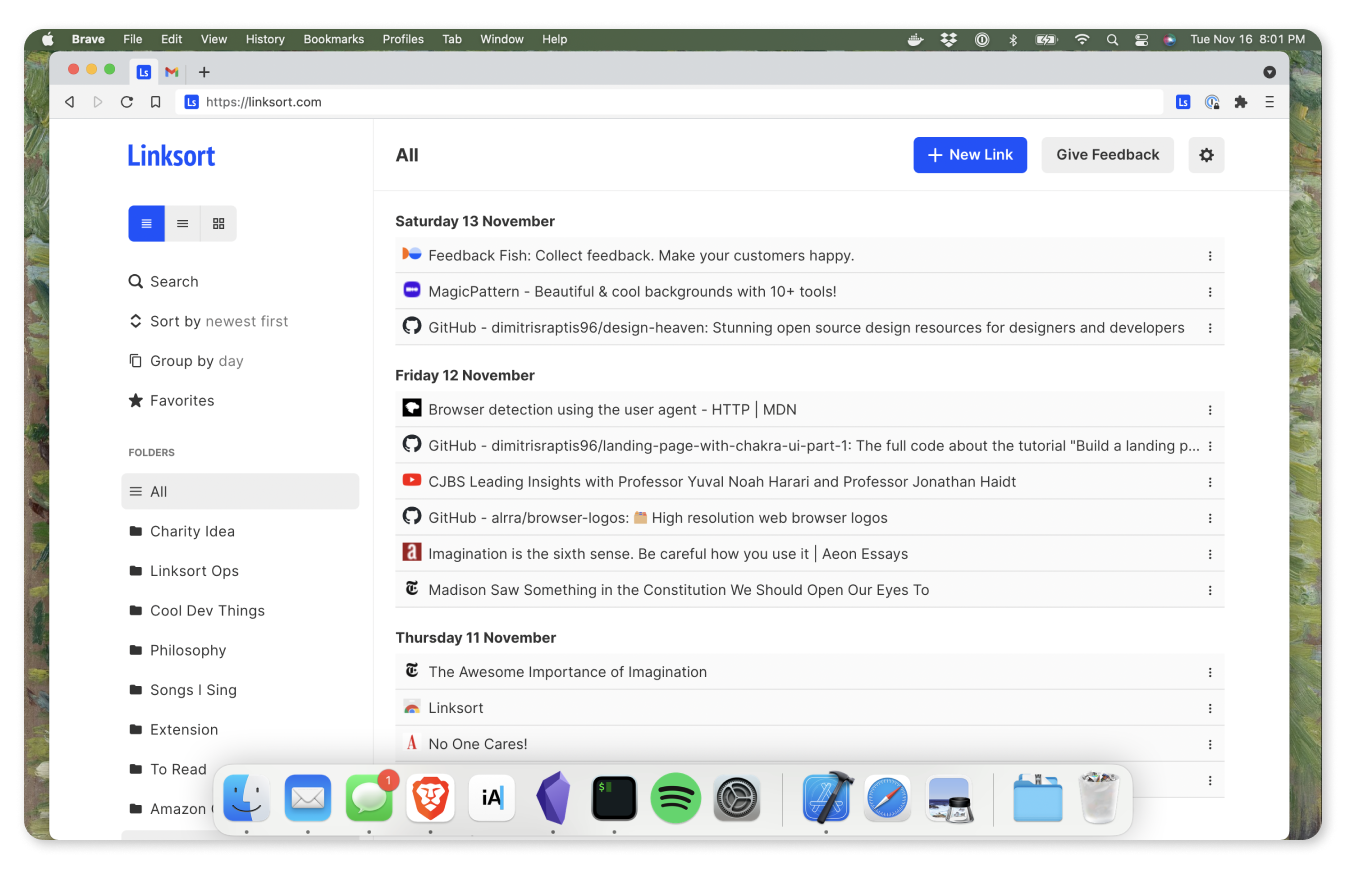 Brave File Edit View History Bookmarks Profiles Tab Window Help Tue Nov 16 8:01 PM
Ls
Ls https://linksort.com Ls
Linksort
All
+ New Link
Give Feedback
Search
Sort by newest first
Group by day
Favorites
FOLDERS
All
Charity Idea
Linksort Ops
Cool Dev Things
Philosophy
Songs I Sing
Extension
To Read
Amazon
Saturday 13 November
Feedback Fish: Collect feedback. Make your customers happy.
MagicPattern - Beautiful & cool backgrounds with 10+ tools!
GitHub - dimitrisraptis96/design-heaven: Stunning open source design resources for designers and developers
Friday 12 November
Browser detection using the user agent - HTTP | MDN
GitHub - dimitrisraptis96/landing-page-with-chakra-ui-part-1: The full code about the tutorial "Build a landing p...
CJBS Leading Insights with Professor Yuval Noah Harari and Professor Jonathan Haidt
GitHub - alrra/browser-logos: 📦 High resolution web browser logos
a Imagination is the sixth sense. Be careful how you use it | Aeon Essays
Madison Saw Something in the Constitution We Should Open Our Eyes To
Thursday 11 November
The Awesome Importance of Imagination
Linksort
A No One Cares!
1
iA
$